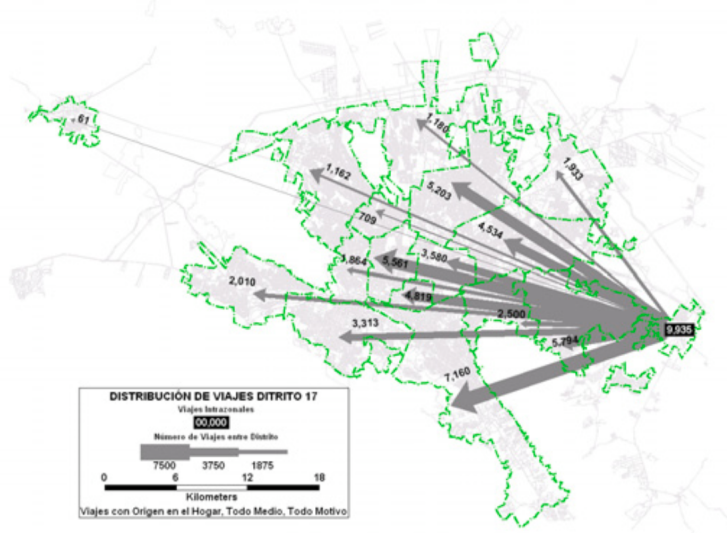 61
1,180
1,933
1,162
5,203
709
4,534
1,864
5,561
3,580
2,010
4,819
2,500
9,935
3,313
5,794
7,160
DISTRIBUCIÓN DE VIAJES DITRITO 17
Viajes Intrazonales
00,000
Número de Viajes entre Distrito
7500 3750 1875
0 6 12 18
Kilometers
Viajes con Origen en el Hogar, Todo Medio, Todo Motivo